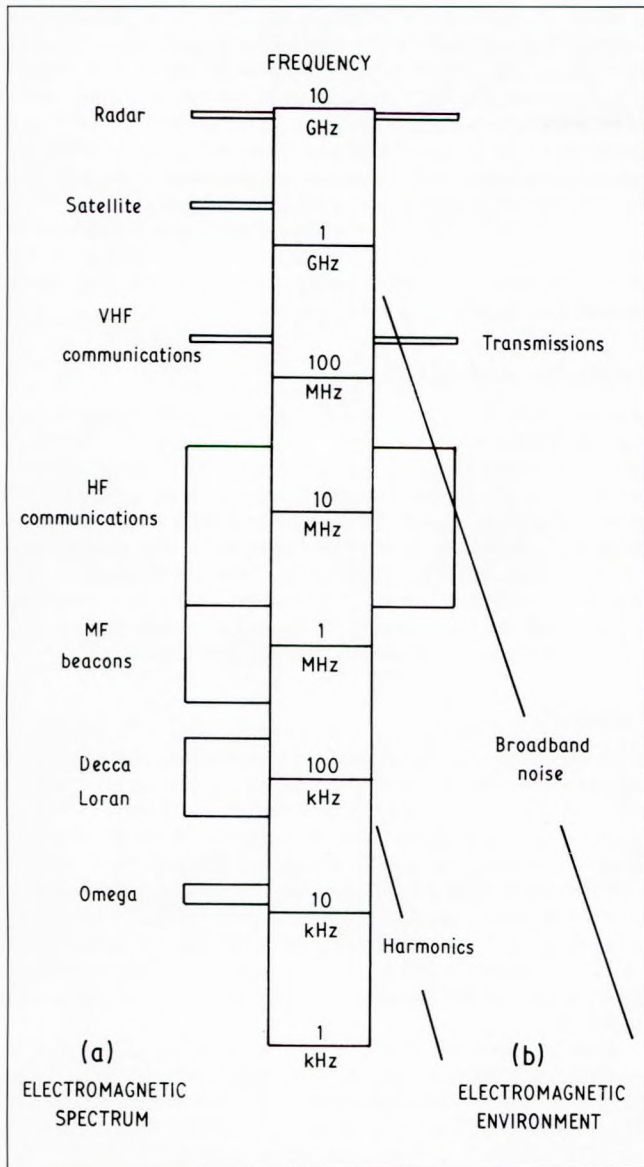 FREQUENCY
10
GHz
Radar
Satellite
1
GHz
VHF
communications
Transmissions
100
MHz
HF
communications
10
MHz
1
MHz
MF
beacons
Broadband
noise
Decca
Loran
100
kHz
Omega
10
kHz
Harmonics
1
kHz
(a)
ELECTROMAGNETIC
SPECTRUM
(b)
ELECTROMAGNETIC
ENVIRONMENT